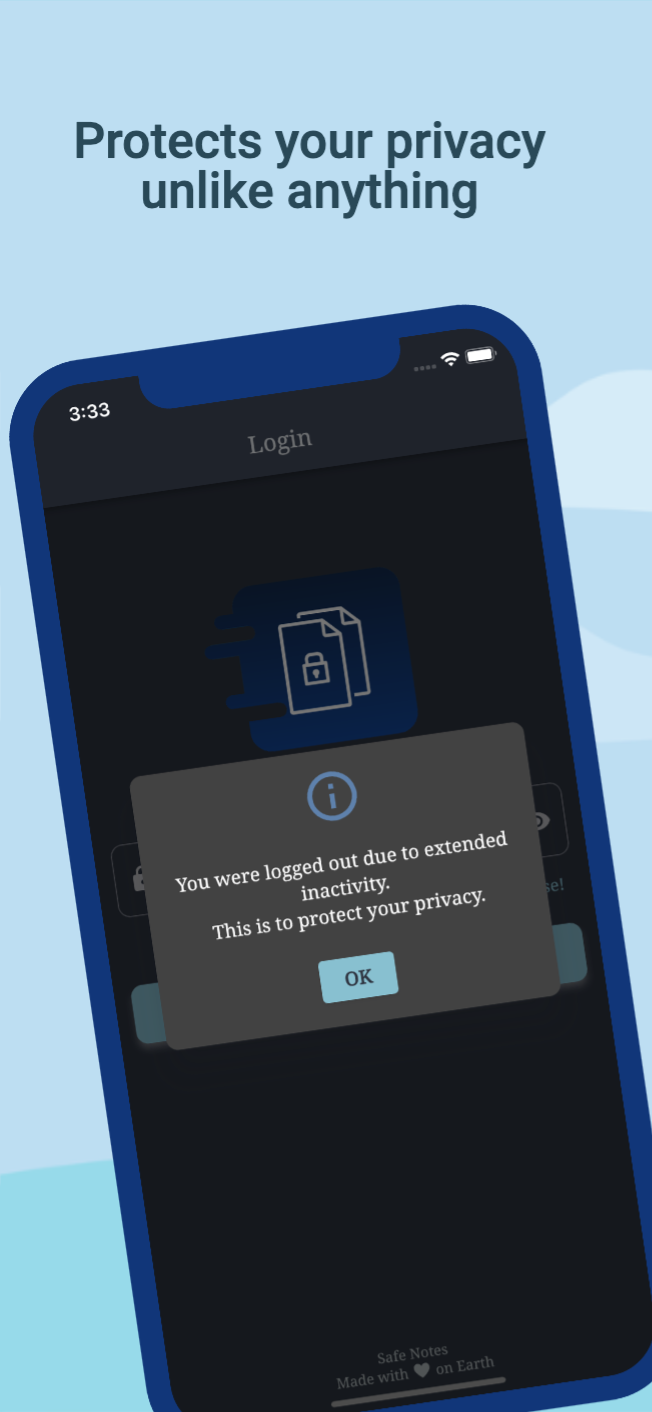 Protects your privacy
unlike anything
3:33
Login
You were logged out due to extended
inactivity.
This is to protect your privacy.
OK
Safe Notes
Made with ❤ on Earth